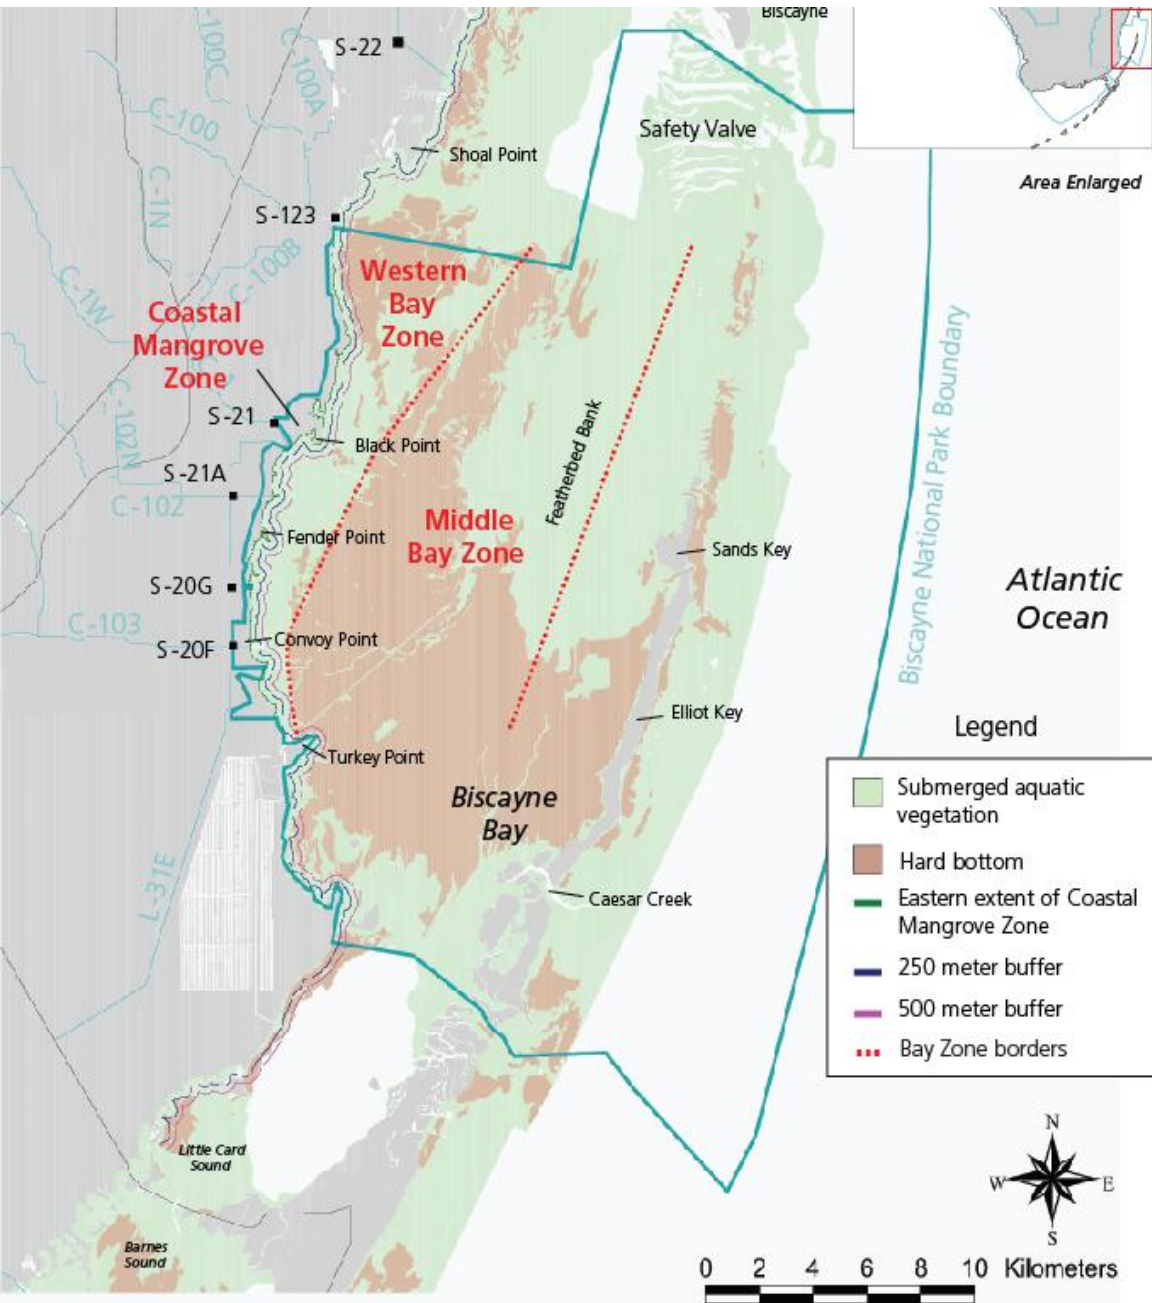 Biscayne
S-22
C-100C
C-100A
C-100
Safety Valve
Shoal Point
Area Enlarged
C-1N
S-123
C-100B
Western
Bay
Zone
C-1W
Coastal
Mangrove
Zone
Biscayne National Park Boundary
C-102N
S-21
Black Point
Featherbed Bank
S-21A
C-102
Middle
Bay Zone
Fender Point
Sands Key
Atlantic
Ocean
S-20G
C-103
Convoy Point
S-20F
Elliot Key
Legend
Turkey Point
Submerged aquatic
vegetation
Biscayne
Bay
Hard bottom
L-31E
Caesar Creek
Eastern extent of Coastal
Mangrove Zone
250 meter buffer
500 meter buffer
Bay Zone borders
N
Little Card
Sound
W
E
S
Barnes
Sound
0 2 4 6 8 10 Kilometers